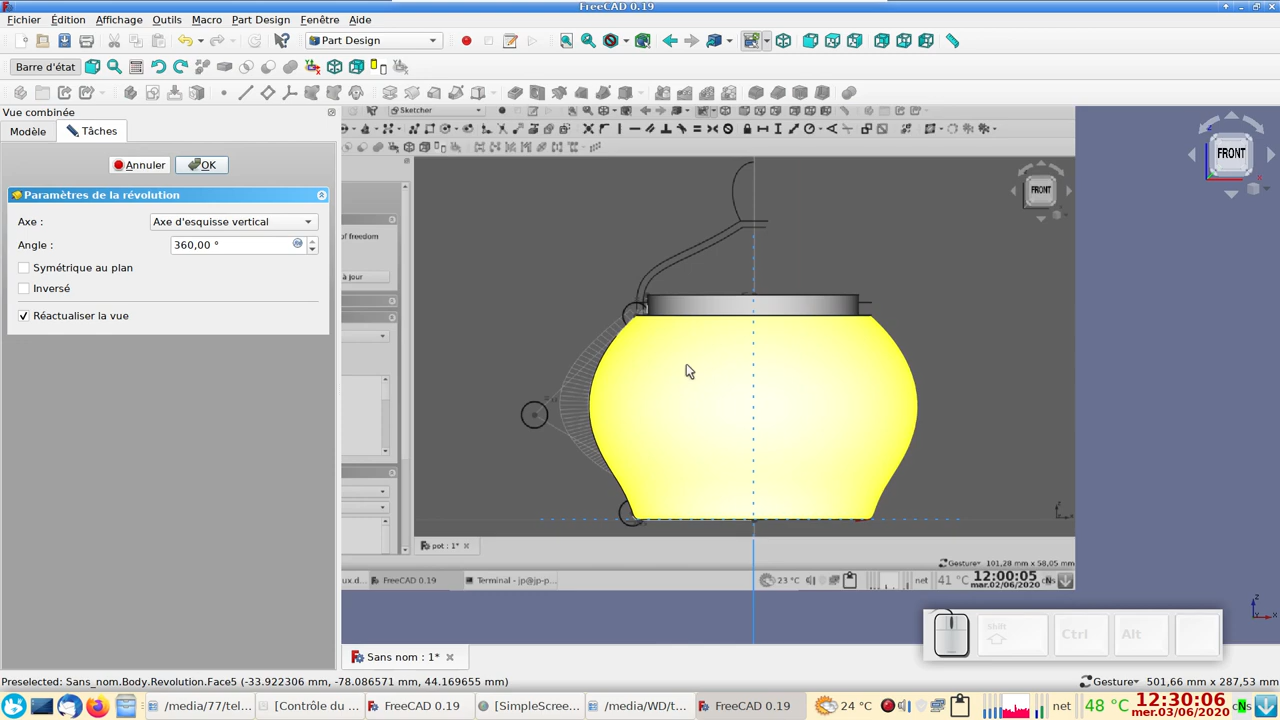 FreeCAD 0.19
Fichier Édition Affichage Outils Macro Part Design Fenêtre Aide
Part Design
Barre d'état
Vue combinée
Modèle Tâches
Annuler OK
Paramètres de la révolution
Axe : Axe d'esquisse vertical
Angle : 360,00 °
Symétrique au plan
Inversé
Réactualiser la vue
Sketcher
FRONT
FRONT
of freedom
à jour
pot : 1*
Gesture 101,28 mm x 58,05 mm
ux.d... FreeCAD 0.19 Terminal - jp@jp-p... 23 °C net 41 °C 12:00:05
mar.02/06/2020
Shift Ctrl Alt
Sans nom : 1*
Preselected: Sans_nom.Body.Revolution.Face5 (-33.922306 mm, -78.086571 mm, 44.169655 mm) Gesture 501,66 mm x 287,53 mm
/media/77/tel... [Contrôle du ... FreeCAD 0.19 [SimpleScree... /media/WD/t... FreeCAD 0.19 24 °C net 48 °C 12:30:06
mer.03/06/2020